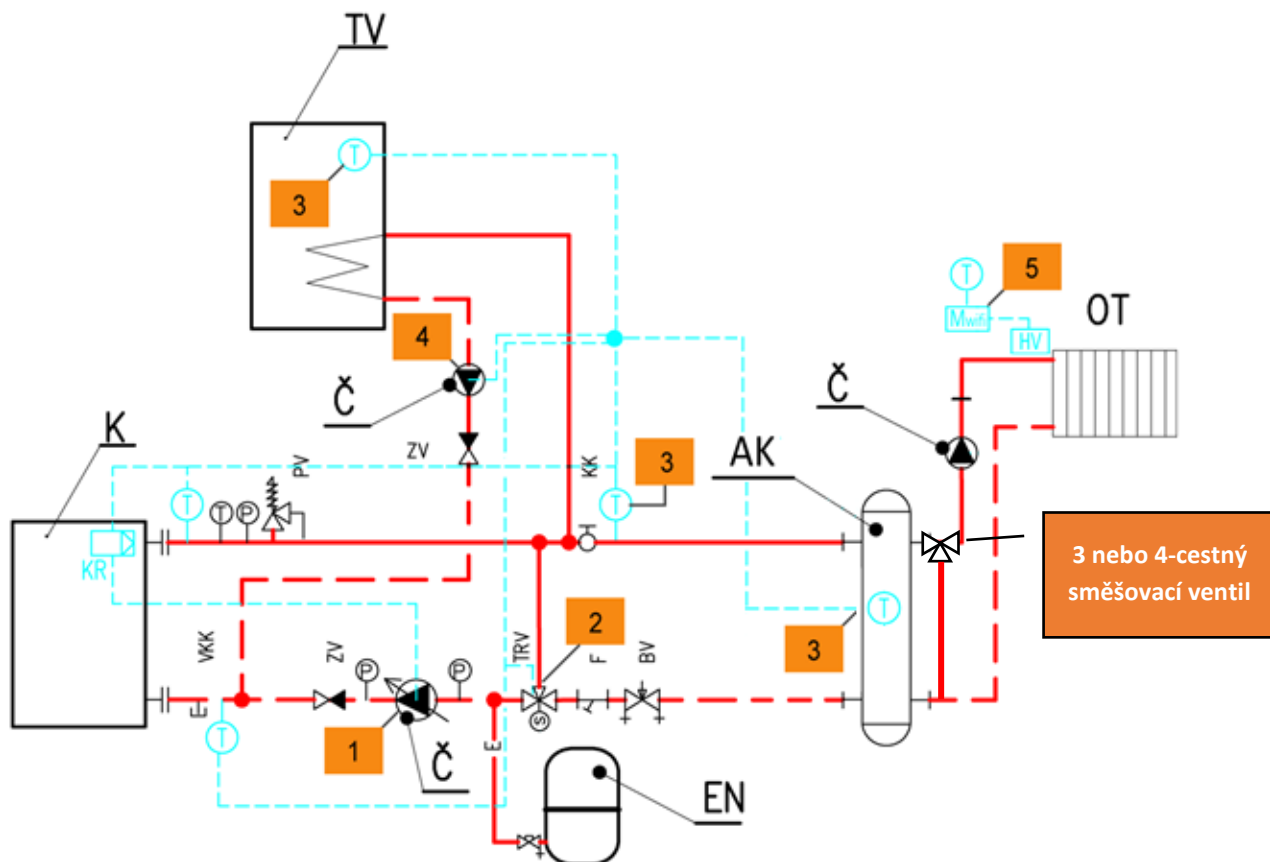 TV
T
3
4
Č
ZV
K
PV
T
T
P
KR
KK
T
3
AK
T
5
Mwifi
HV
OT
Č
3 nebo 4-cestný
směšovací ventil
T
3
VKK
ZV
P
P
TRV
2
F
BV
S
T
1
Č
E
EN